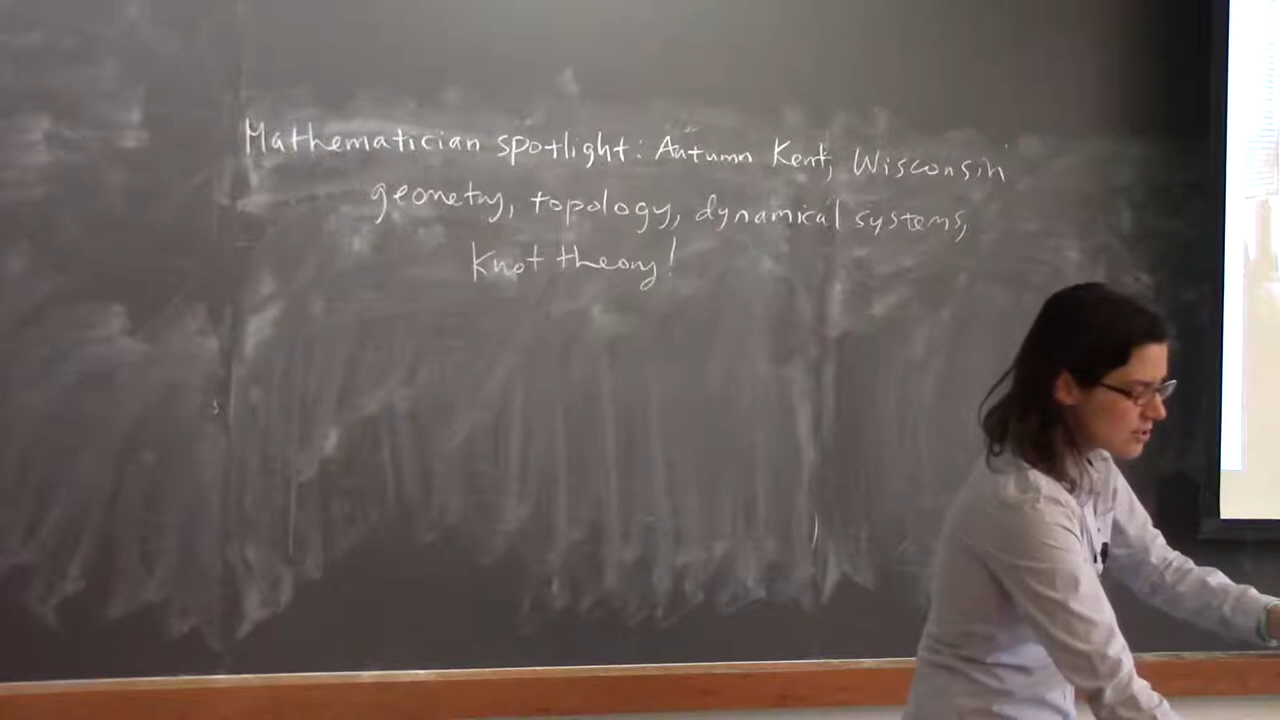 Mathematician spotlight: Autumn Kent, Wisconsin
geometry, topology, dynamical systems,
knot theory!